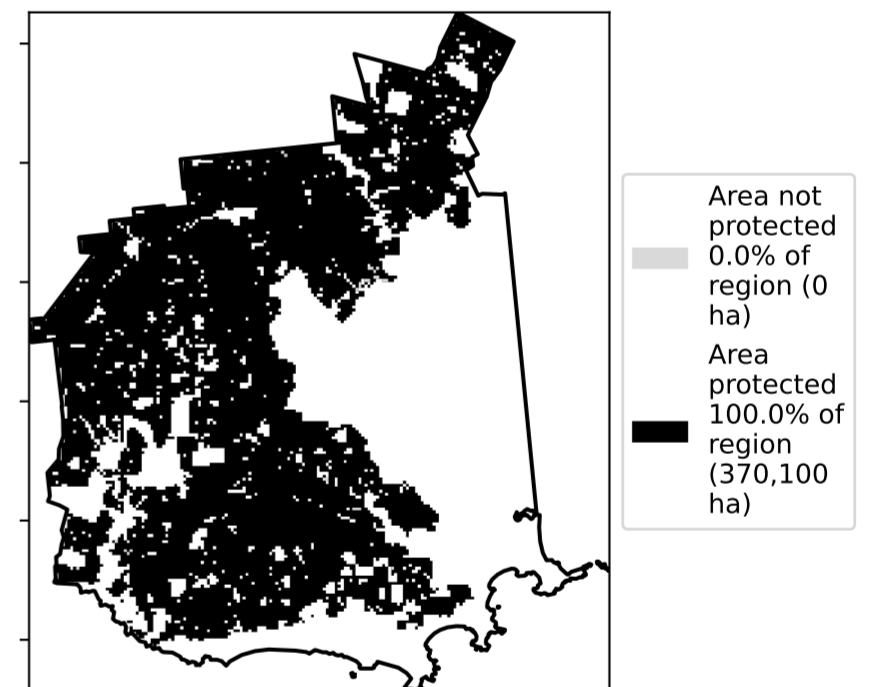 Area not
protected
0.0% of
region (0
ha)
Area
protected
100.0% of
region
(370,100
ha)